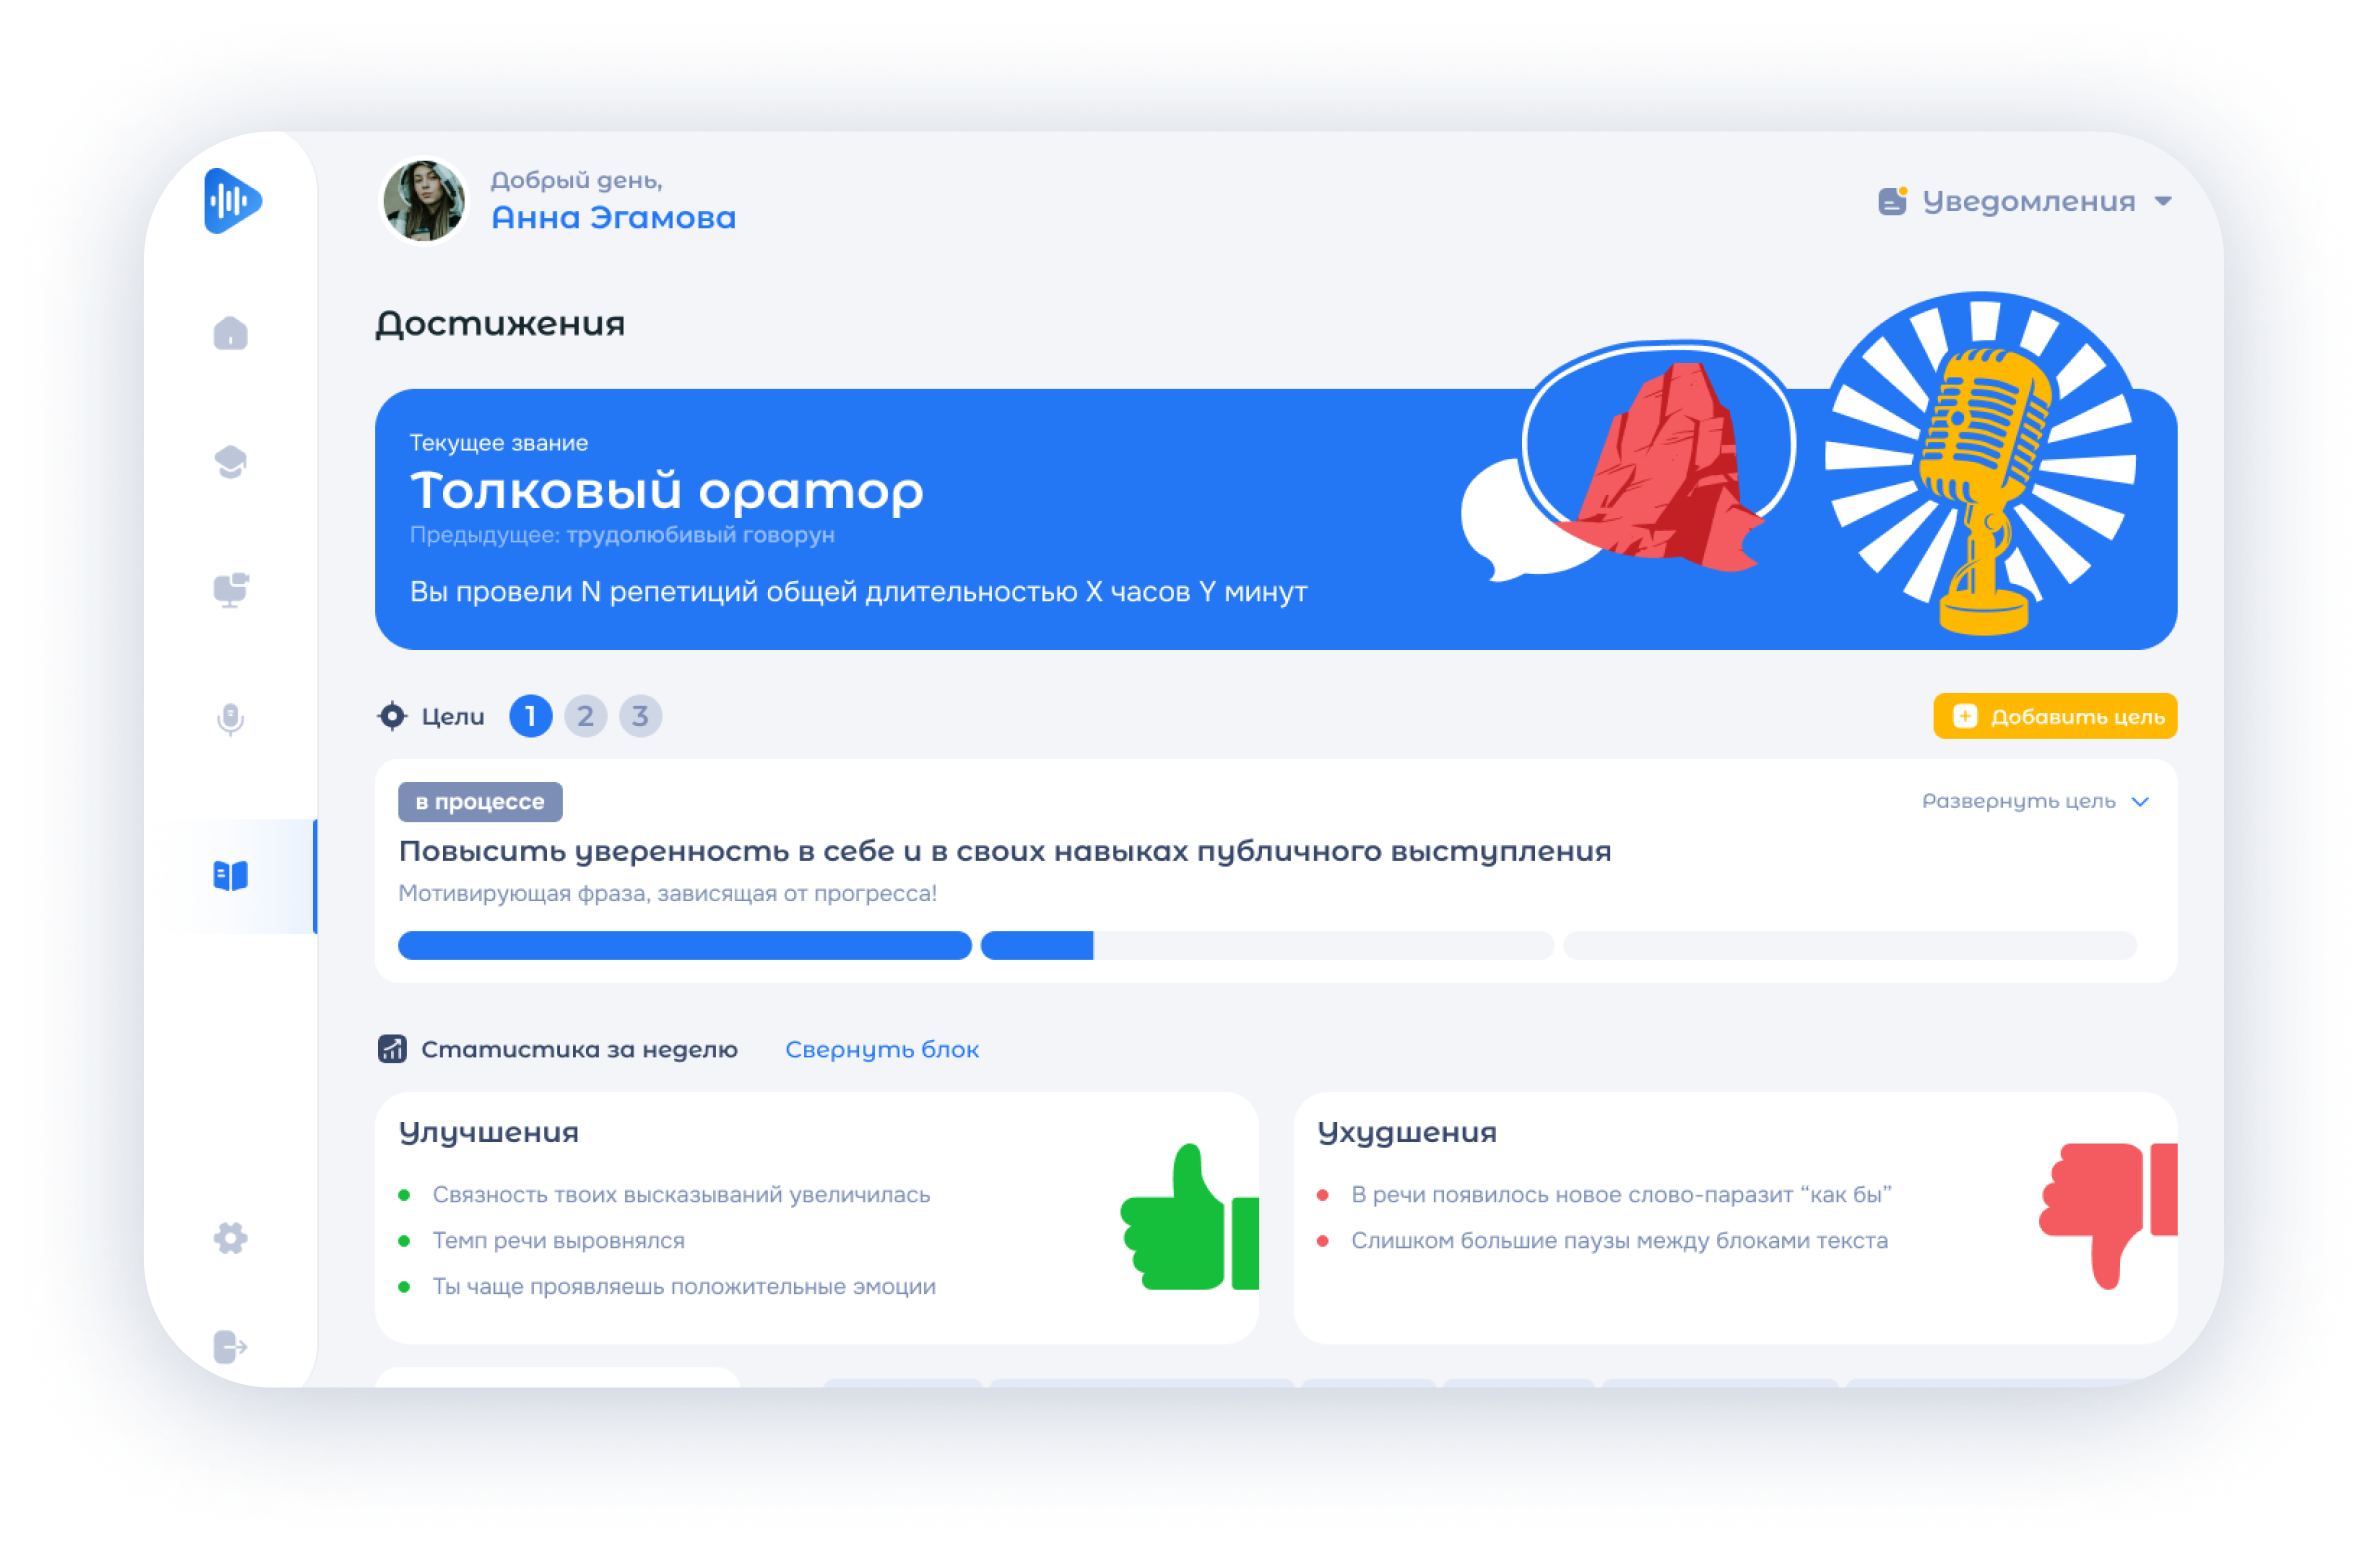 Добрый день,
Анна Эгамова
Уведомления
Достижения
Текущее звание
Толковый оратор
Предыдущее: трудолюбивый говорун
Вы провели N репетиций общей длительностью X часов Y минут
Цели 1 2 3
Добавить цель
в процессе
Развернуть цель
Повысить уверенность в себе и в своих навыках публичного выступления
Мотивирующая фраза, зависящая от прогресса!
Статистика за неделю Свернуть блок
Улучшения
Связность твоих высказываний увеличилась
Темп речи выровнялся
Ты чаще проявляешь положительные эмоции
Ухудшения
В речи появилось новое слово-паразит “как бы”
Слишком большие паузы между блоками текста